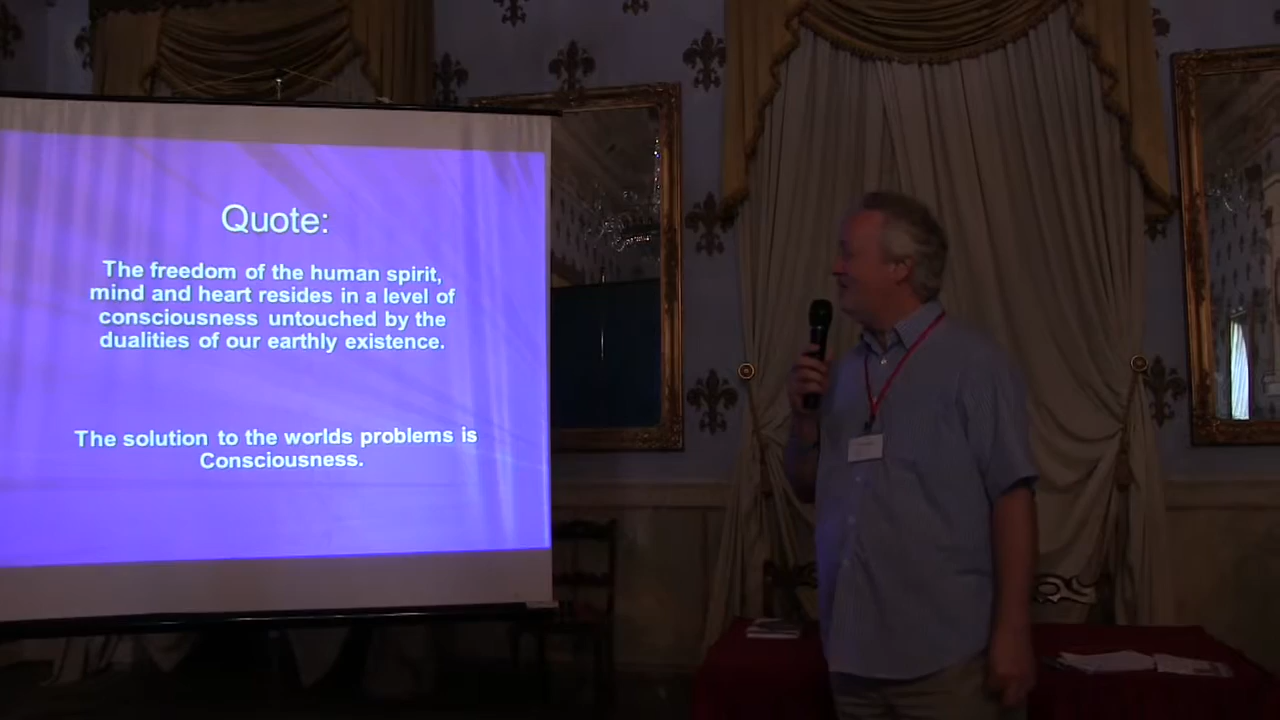 Quote:
The freedom of the human spirit,
mind and heart resides in a level of
consciousness untouched by the
dualities of our earthly existence.
The solution to the worlds problems is
Consciousness.